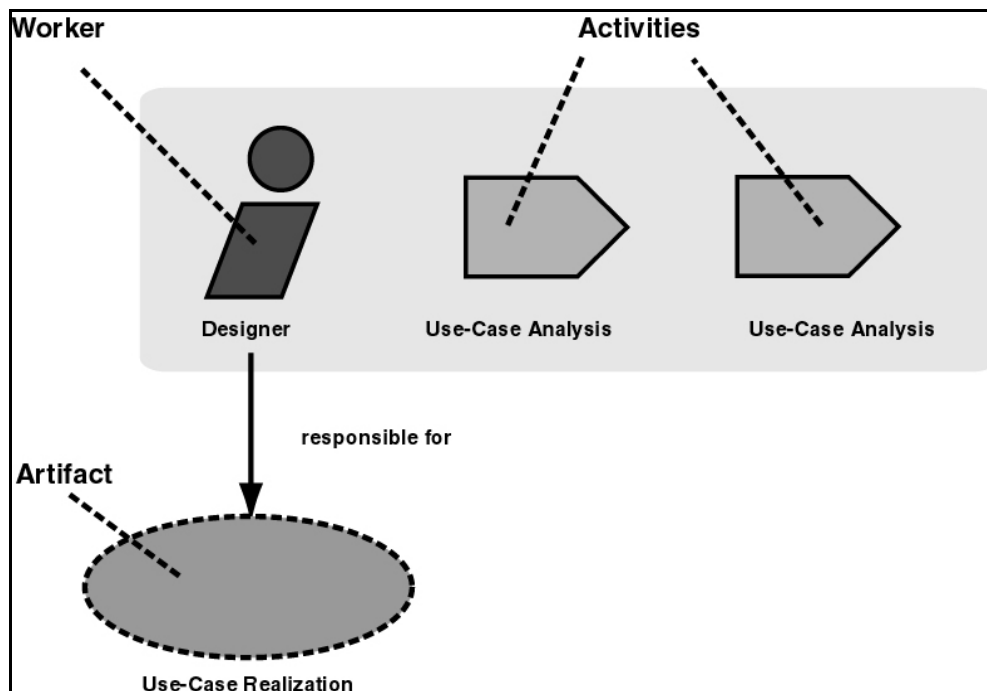 Worker
Activities
Designer
Use-Case Analysis
Use-Case Analysis
responsible for
Artifact
Use-Case Realization